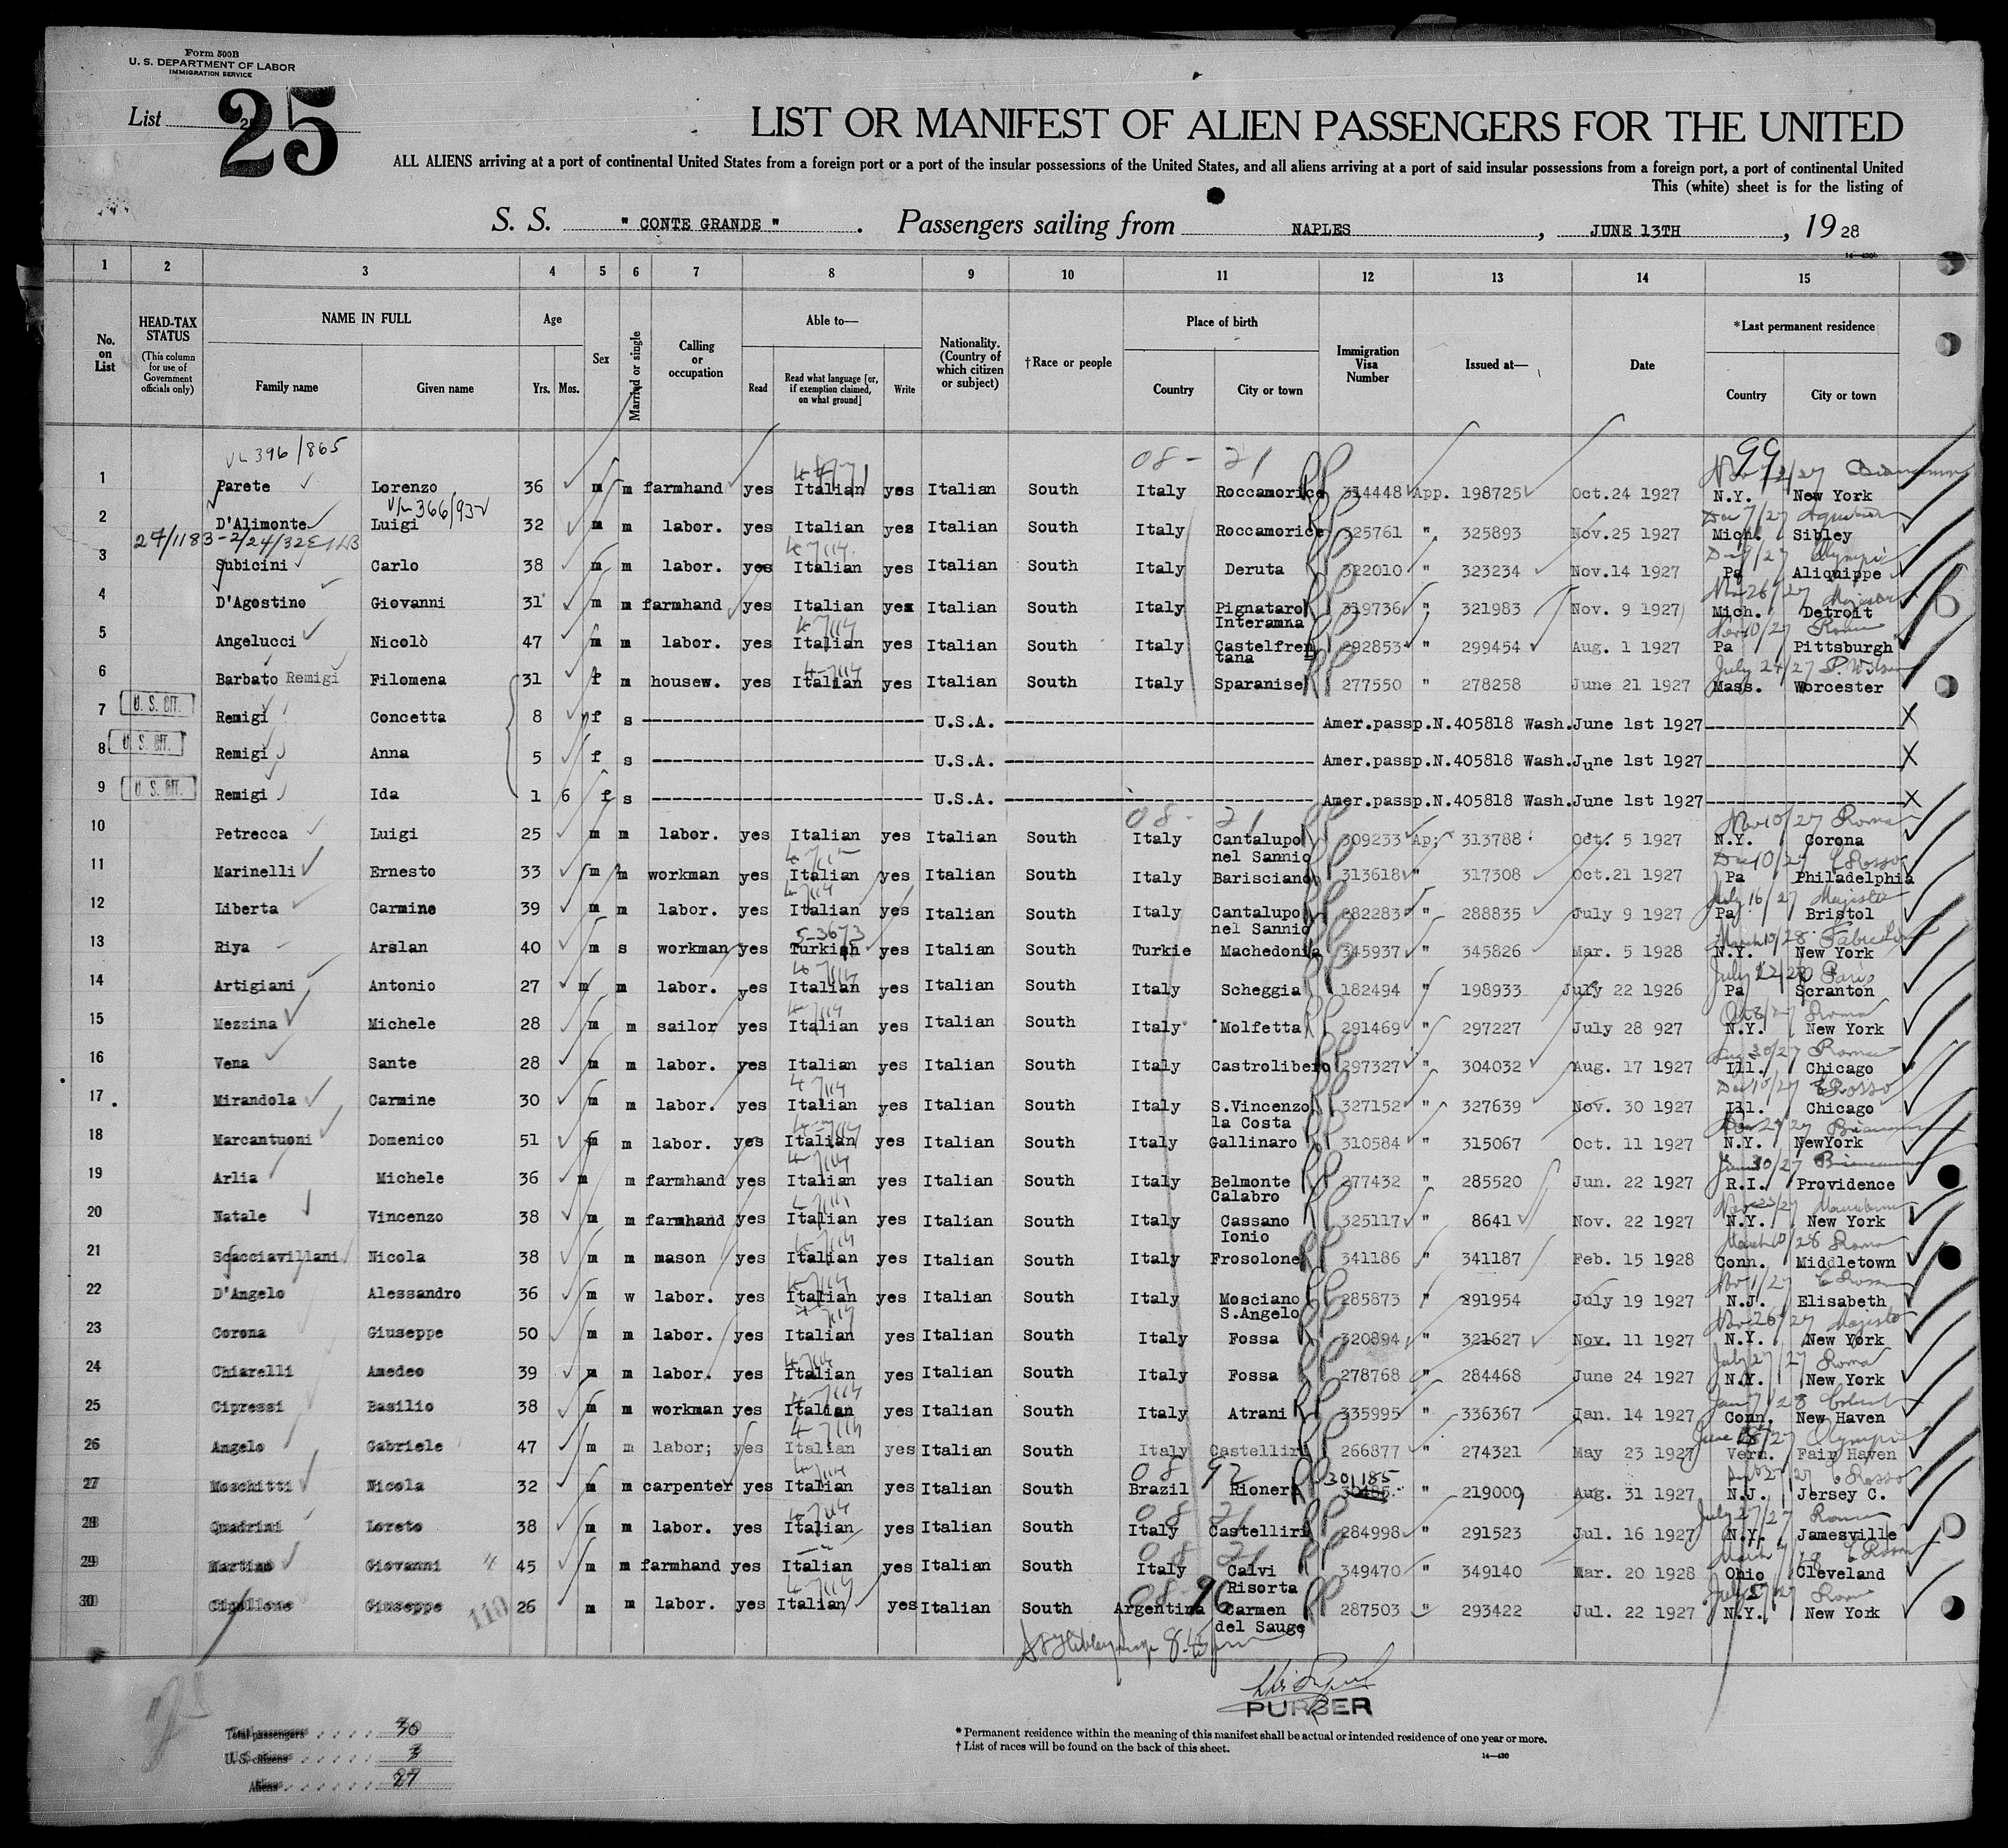 Form 500B
U. S. DEPARTMENT OF LABOR
IMMIGRATION SERVICE
List 25
25
LIST OR MANIFEST OF ALIEN PASSENGERS FOR THE UNITED
ALL ALIENS arriving at a port of continental United States from a foreign port or a port of the insular possessions of the United States, and all aliens arriving at a port of said insular possessions from a foreign port, a port of continental United
This (white) sheet is for the listing of
S. S. " CONTE GRANDE " . Passengers sailing from NAPLES , JUNE 13TH , 19 28
1 2 3 4 5 6 7 8 9 10 11 12 13 14 15
No. on List
HEAD-TAX STATUS (This column for use of Government officials only)
NAME IN FULL
Family name Given name
Age
Yrs. Mos.
Sex
Married or single
Calling or occupation
Able to—
Read
Read what language [or, if exemption claimed, on what ground]
Write
Nationality. (Country of which citizen or subject)
†Race or people
Place of birth
Country City or town
Immigration Visa Number
Issued at—
Date
*Last permanent residence
Country City or town
396/865 08 - 21 99
1 Parete Lorenzo 36 m m farmhand yes Italian yes Italian South Italy Roccamorice 314448 App. 198725 Oct.24 1927 N.Y. New York
366/932
2 D'Alimonte Luigi 32 m m labor. yes Italian yes Italian South Italy Roccamorice 325761 " 325893 Nov.25 1927 Mich. Sibley
3 Subicini Carlo 38 m m labor. yes Italian yes Italian South Italy Deruta 322010 " 323234 Nov.14 1927 Pa Aliquippe
4 D'Agostino Giovanni 31 m m farmhand yes Italian yes Italian South Italy Pignataro Interamna 319736 " 321983 Nov. 9 1927 Mich. Detroit
5 Angelucci Nicolò 47 m m labor. yes Italian yes Italian South Italy Castelfrentana 292853 " 299454 Aug. 1 1927 Pa Pittsburgh
6 Barbato Remigi Filomena 31 f m housew. yes Italian yes Italian South Italy Sparanise 277550 " 278258 June 21 1927 Mass. Worcester
U. S. CIT. 7 Remigi Concetta 8 f s U.S.A. Amer.passp.N.405818 Wash.June 1st 1927 X
U. S. CIT. 8 Remigi Anna 5 f s U.S.A. Amer.passp.N.405818 Wash.June 1st 1927 X
U. S. CIT. 9 Remigi Ida 1 6 f s U.S.A. Amer.passp.N.405818 Wash.June 1st 1927 X
08 - 21
10 Petrecca Luigi 25 m m labor. yes Italian yes Italian South Italy Cantalupo nel Sannio 309233 Ap; 313788 Oct. 5 1927 N.Y. Corona
11 Marinelli Ernesto 33 m m workman yes Italian yes Italian South Italy Barisciano 313618 " 317308 Oct.21 1927 Pa Philadelphia
12 Liberta Carmine 39 m m labor. yes Italian yes Italian South Italy Cantalupo nel Sannio 282283 " 288835 July 9 1927 Pa Bristol
13 Riya Arslan 40 m s workman yes Turkish yes Italian South Turkie Machedonia 345937 " 345826 Mar. 5 1928 N.Y. New York
14 Artigiani Antonio 27 m m labor. yes Italian yes Italian South Italy Scheggia 182494 " 198933 July 22 1926 Pa Scranton
15 Mezzina Michele 28 m m sailor yes Italian yes Italian South Italy Molfetta 291469 " 297227 July 28 927 N.Y. New York
16 Vena Sante 28 m m labor. yes Italian yes Italian South Italy Castrolibero 297327 " 304032 Aug. 17 1927 Ill. Chicago
17 Mirandola Carmine 30 m m labor. yes Italian yes Italian South Italy S.Vincenzo la Costa 327152 " 327639 Nov. 30 1927 Ill. Chicago
18 Marcantuoni Domenico 51 m m labor. yes Italian yes Italian South Italy Gallinaro 310584 " 315067 Oct. 11 1927 N.Y. NewYork
19 Arlia Michele 36 m m farmhand yes Italian yes Italian South Italy Belmonte Calabro 277432 " 285520 Jun. 22 1927 R.I. Providence
20 Natale Vincenzo 38 m m farmhand yes Italian yes Italian South Italy Cassano Ionio 325117 " 8641 Nov. 22 1927 N.Y. New York
21 Scacciavillani Nicola 38 m m mason yes Italian yes Italian South Italy Frosolone 341186 " 341187 Feb. 15 1928 Conn. Middletown
22 D'Angelo Alessandro 36 m w labor. yes Italian yes Italian South Italy Mosciano S.Angelo 285873 " 291954 July 19 1927 N.J. Elisabeth
23 Corona Giuseppe 50 m m labor. yes Italian yes Italian South Italy Fossa 320894 " 321627 Nov. 11 1927 N.Y. New York
24 Chiarelli Amedeo 39 m m labor. yes Italian yes Italian South Italy Fossa 278768 " 284468 June 24 1927 N.Y. New York
25 Cipressi Basilio 38 m m workman yes Italian yes Italian South Italy Atrani 335995 " 336367 Jan. 14 1927 Conn. New Haven
26 Angelo Gabriele 47 m m labor; yes Italian yes Italian South Italy Castelliri 266877 " 274321 May 23 1927 Vern. Fair Haven
08 92 301185
27 Moschitti Nicola 32 m m carpenter yes Italian yes Italian South Brazil Rionera " 219000 Aug. 31 1927 N.J. Jersey C.
08 21
28 Quadrini Loreto 38 m m labor. yes Italian yes Italian South Italy Castelliri 284998 " 291523 Jul. 16 1927 N.Y. Jamesville
08 21
29 Martino Giovanni 45 m m farmhand yes Italian yes Italian South Italy Calvi Risorta 349470 " 349140 Mar. 20 1928 Ohio Cleveland
08 96
30 Cipollone Giuseppe 26 m m labor. yes Italian yes Italian South Argentina Carmen del Sauge 287503 " 293422 Jul. 22 1927 N.Y. New York
110
PURSER
Total passengers 30
U. S. citizens 3
Aliens 27
* Permanent residence within the meaning of this manifest shall be actual or intended residence of one year or more.
† List of races will be found on the back of this sheet.
14—430